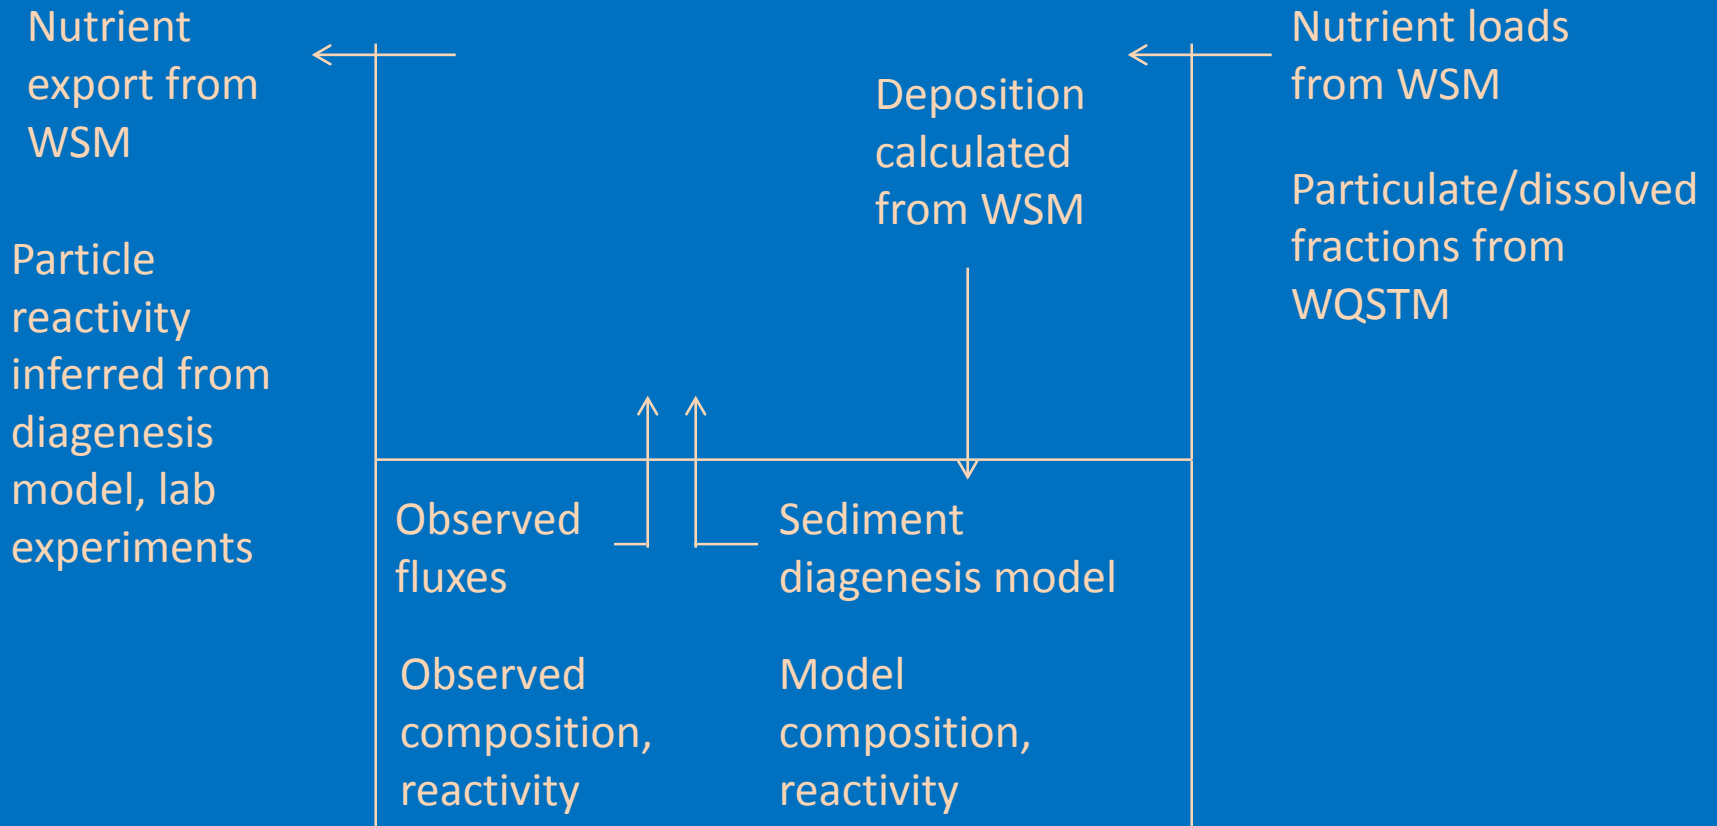 Nutrient
export from
WSM
Particle
reactivity
inferred from
diagenesis
model, lab
experiments
Deposition
calculated
from WSM
Nutrient loads
from WSM
Particulate/dissolved
fractions from
WQSTM
Observed
fluxes
Sediment
diagenesis model
Observed
composition,
reactivity
Model
composition,
reactivity